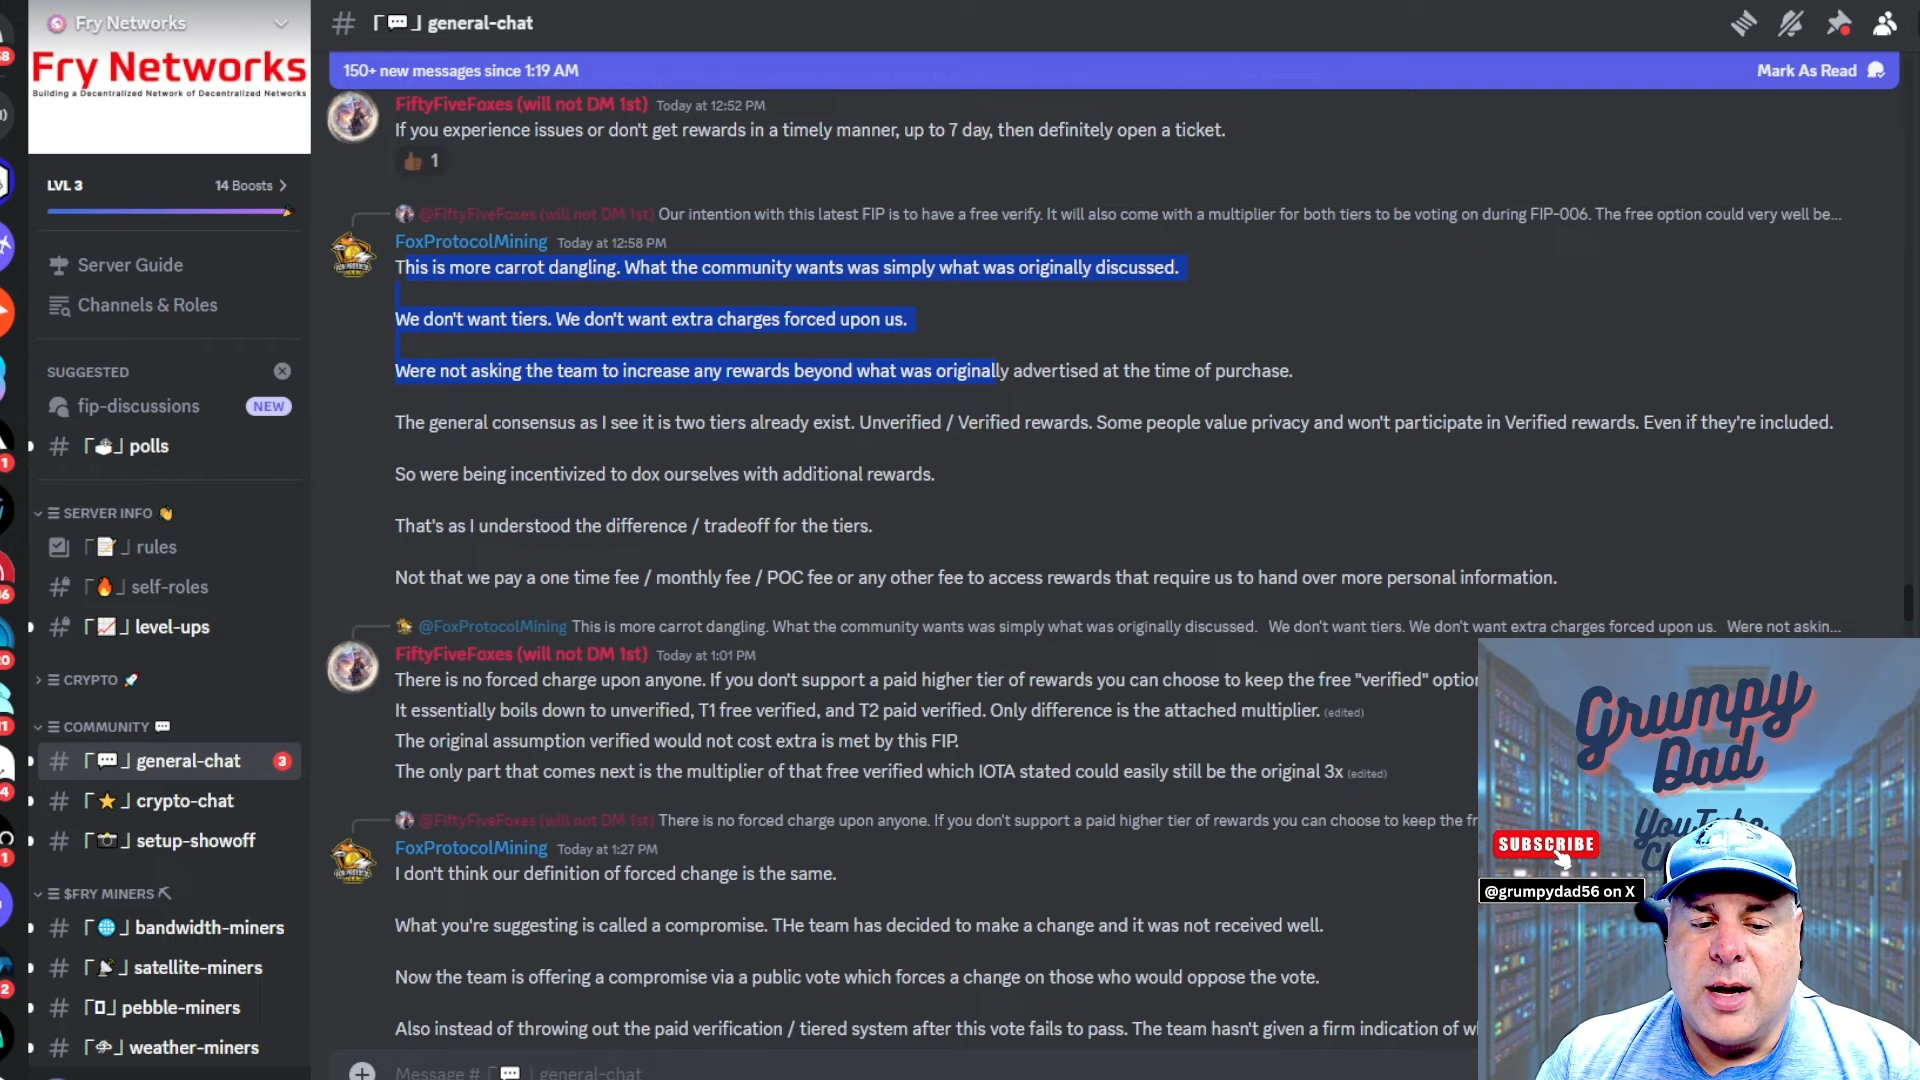 Fry Networks
Fry Networks
Building a Decentralized Network of Decentralized Networks
LVL 3
14 Boosts
Server Guide
Channels & Roles
SUGGESTED
fip-discussions
NEW
「🗳」polls
SERVER INFO 👋
「📝」rules
「🔥」self-roles
「📈」level-ups
CRYPTO 🚀
COMMUNITY 💬
「💬」general-chat
3
「⭐」crypto-chat
「📷」setup-showoff
$FRY MINERS ⛏
「🌐」bandwidth-miners
「📡」satellite-miners
「」pebble-miners
「🌧」weather-miners
「💬」general-chat
150+ new messages since 1:19 AM
Mark As Read
FiftyFiveFoxes (will not DM 1st) Today at 12:52 PM
If you experience issues or don't get rewards in a timely manner, up to 7 day, then definitely open a ticket.
1
@FiftyFiveFoxes (will not DM 1st) Our intention with this latest FIP is to have a free verify. It will also come with a multiplier for both tiers to be voting on during FIP-006. The free option could very well be...
FoxProtocolMining Today at 12:58 PM
This is more carrot dangling. What the community wants was simply what was originally discussed.
We don't want tiers. We don't want extra charges forced upon us.
Were not asking the team to increase any rewards beyond what was originally advertised at the time of purchase.
The general consensus as I see it is two tiers already exist. Unverified / Verified rewards. Some people value privacy and won't participate in Verified rewards. Even if they're included.
So were being incentivized to dox ourselves with additional rewards.
That's as I understood the difference / tradeoff for the tiers.
Not that we pay a one time fee / monthly fee / POC fee or any other fee to access rewards that require us to hand over more personal information.
@FoxProtocolMining This is more carrot dangling. What the community wants was simply what was originally discussed. We don't want tiers. We don't want extra charges forced upon us. Were not askin...
FiftyFiveFoxes (will not DM 1st) Today at 1:01 PM
There is no forced charge upon anyone. If you don't support a paid higher tier of rewards you can choose to keep the free "verified" optio
It essentially boils down to unverified, T1 free verified, and T2 paid verified. Only difference is the attached multiplier. (edited)
The original assumption verified would not cost extra is met by this FIP.
The only part that comes next is the multiplier of that free verified which IOTA stated could easily still be the original 3x (edited)
@FiftyFiveFoxes (will not DM 1st) There is no forced charge upon anyone. If you don't support a paid higher tier of rewards you can choose to keep the fr
FoxProtocolMining Today at 1:27 PM
I don't think our definition of forced change is the same.
What you're suggesting is called a compromise. THe team has decided to make a change and it was not received well.
Now the team is offering a compromise via a public vote which forces a change on those who would oppose the vote.
Also instead of throwing out the paid verification / tiered system after this vote fails to pass. The team hasn't given a firm indication of w
Message #「💬」general-chat
Grumpy
Dad
YouTube
SUBSCRIBE
@grumpydad56 on X